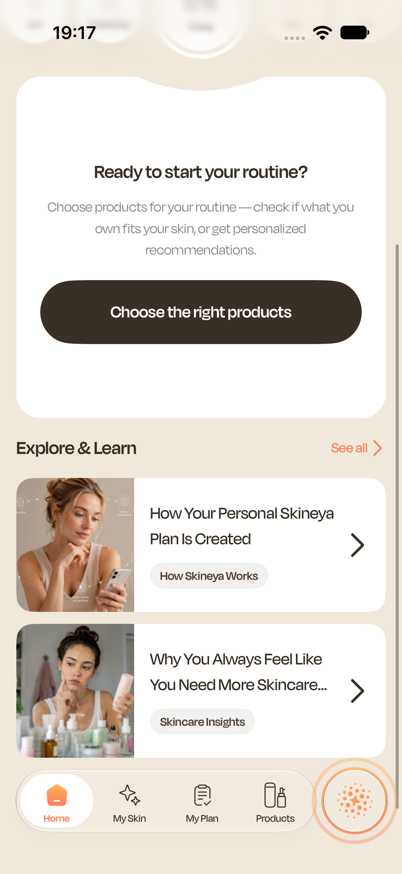 19:17
Ready to start your routine?
Choose products for your routine — check if what you
own fits your skin, or get personalized
recommendations.
Choose the right products
Explore & Learn
See all
How Your Personal Skineya
Plan Is Created
How Skineya Works
Why You Always Feel Like
You Need More Skincare...
Skincare Insights
Home
My Skin
My Plan
Products